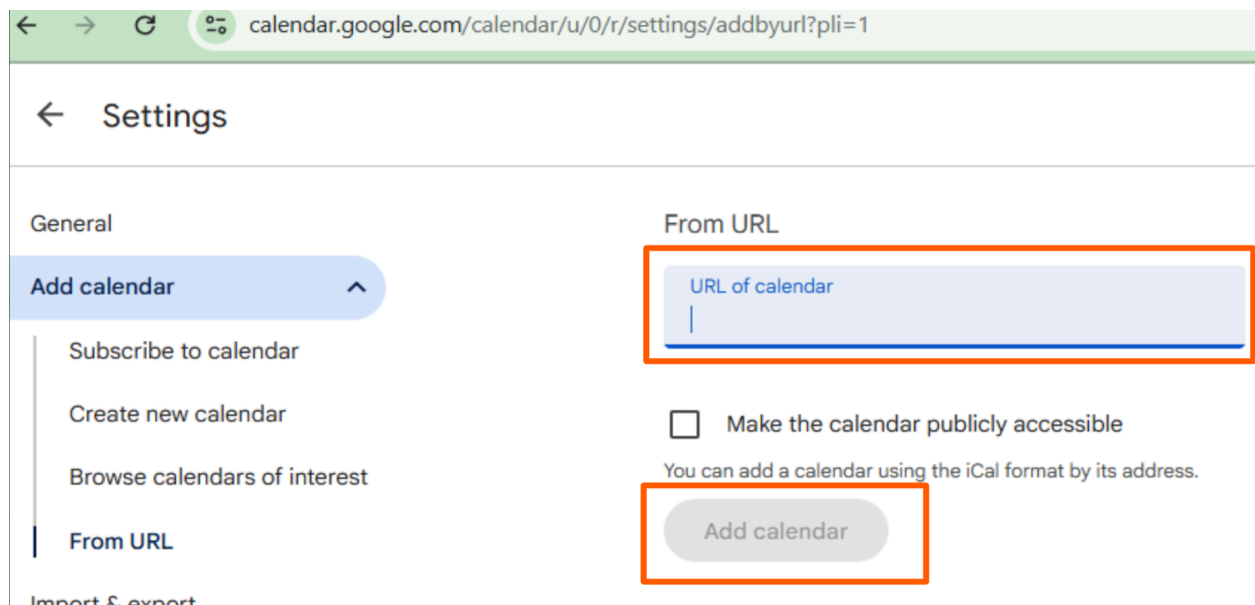 calendar.google.com/calendar/u/0/r/settings/addbyurl?pli=1
Settings
General
Add calendar
Subscribe to calendar
Create new calendar
Browse calendars of interest
From URL
Import & export
From URL
URL of calendar
Make the calendar publicly accessible
You can add a calendar using the iCal format by its address.
Add calendar